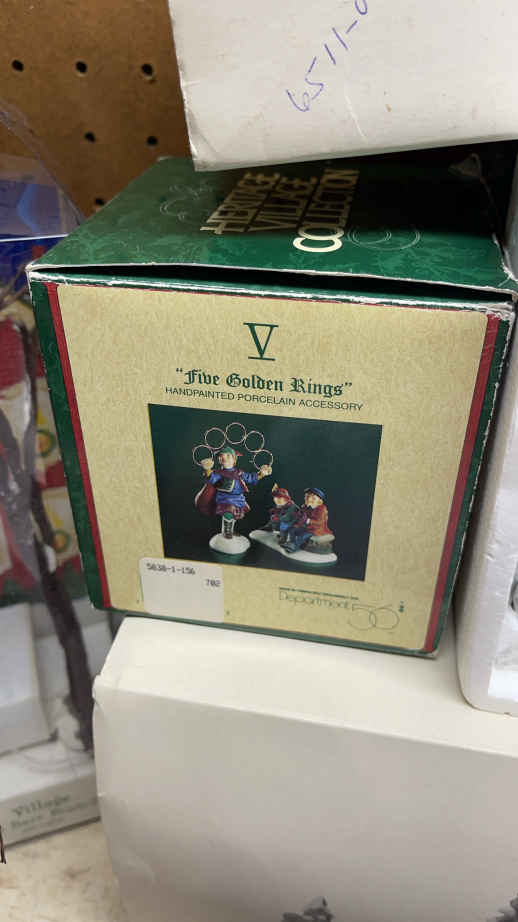 6511-0
HERITAGE
VILLAGE
COLLECTION
V
"Five Golden Rings"
HANDPAINTED PORCELAIN ACCESSORY
5838-1-156
702
Department 56
Village